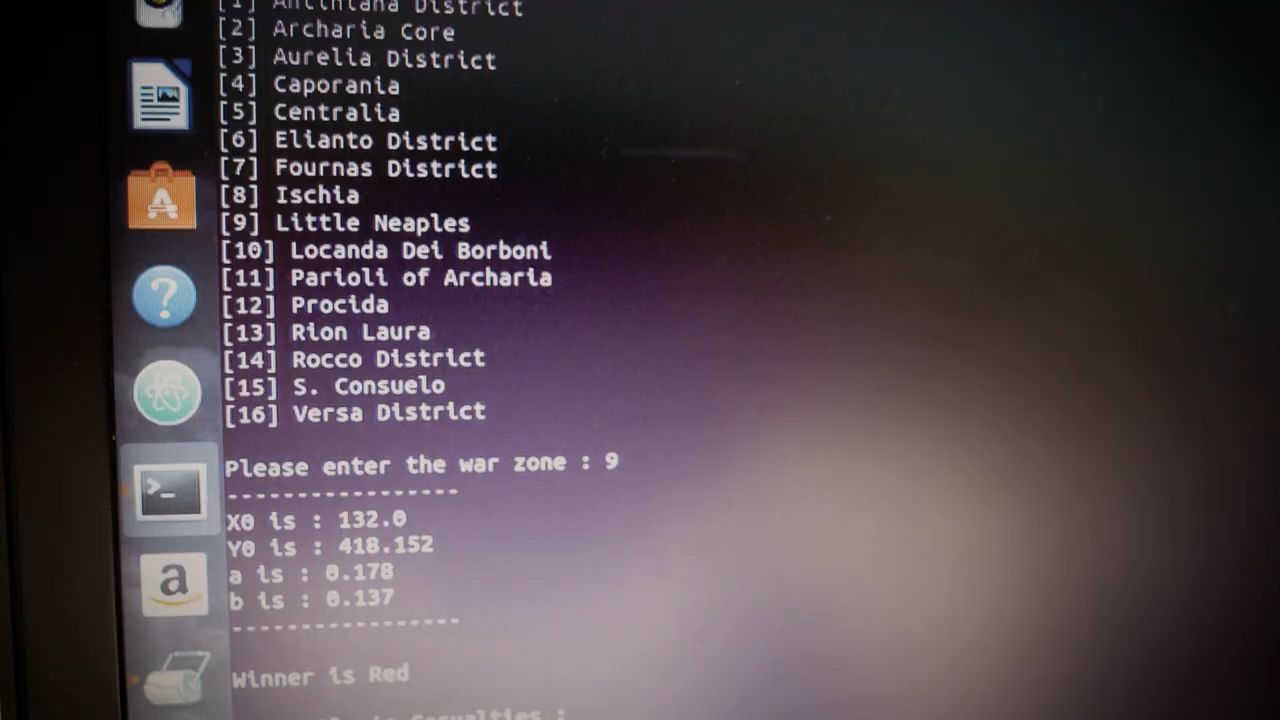 [1] District
[2] Archaria Core
[3] Aurelia District
[4] Caporania
[5] Centralia
[6] Elianto District
[7] Fournas District
[8] Ischia
[9] Little Neaples
[10] Locanda Dei Borboni
[11] Parioli of Archaria
[12] Procida
[13] Rion Laura
[14] Rocco District
[15] S. Consuelo
[16] Versa District
Please enter the war zone : 9
-----------------
X0 is : 132.0
Y0 is : 418.152
a is : 0.178
b is : 0.137
-----------------
Winner is Red
Casualties :